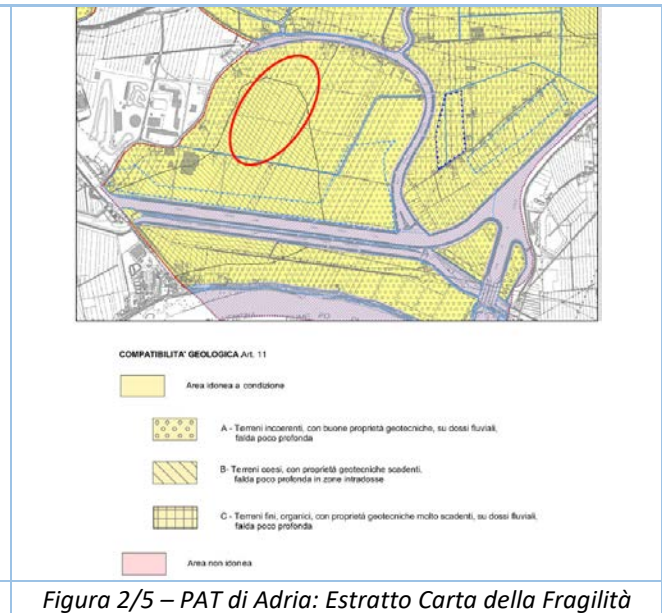 FIUME PO
COMPATIBILITA' GEOLOGICA Art. 11
Area idonea a condizione
A - Terreni incoerenti, con buone proprietà geotecniche, su dossi fluviali,
falda poco profonda
B- Terreni coesi, con proprietà geotecniche scadenti,
falda poco profonda in zone intradosse
C - Terreni fini, organici, con proprietà geotecniche molto scadenti, su dossi fluviali,
falda poco profonda
Area non idonea
Figura 2/5 – PAT di Adria: Estratto Carta della Fragilità